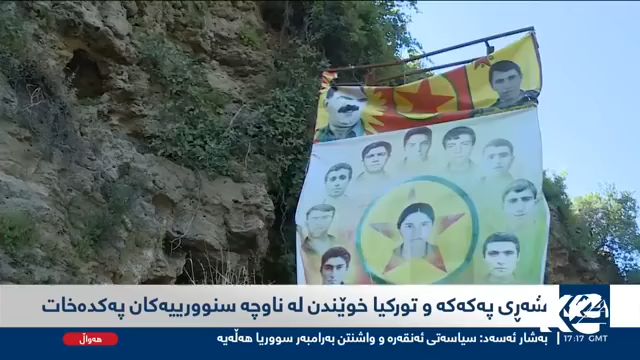 شەڕی پەکەکە و تورکیا خوێندن لە ناوچە سنوورییەکان پەکدەخات
K24
هەواڵ
بەشار ئەسەد: سیاسەتی ئەنقەرە و واشنتن بەرامبەر سووریا هەڵەیە
17:17 GMT